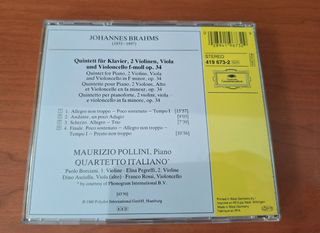 JOHANNES BRAHMS
(1833 - 1897)
Quintett für Klavier, 2 Violinen, Viola
und Violoncello f-moll op. 34
Quintet for Piano, 2 Violins, Viola
and Violoncello in F minor, op. 34
Quintette pour Piano, 2 Violons, Alto
et Violoncelle en fa mineur, op. 34
Quintetto per pianoforte, 2 violini, viola
e violoncello in fa minore, op. 34
1. Allegro non troppo – Poco sostenuto – Tempo I
2. Andante, un poco Adagio
3. Scherzo. Allegro – Trio
4. Finale. Poco sostenuto – Allegro non troppo –
Tempo I – Presto non troppo
MAURIZIO POLLINI, Piano
QUARTETTO ITALIANO*
Paolo Borciani, 1. Violine · Elisa Pegreffi, 2. Violine
Dino Asciolla, Viola (alto) · Franco Rossi, Violoncello
* by courtesy of Phonogram International B.V.
STEREO
419 673-2